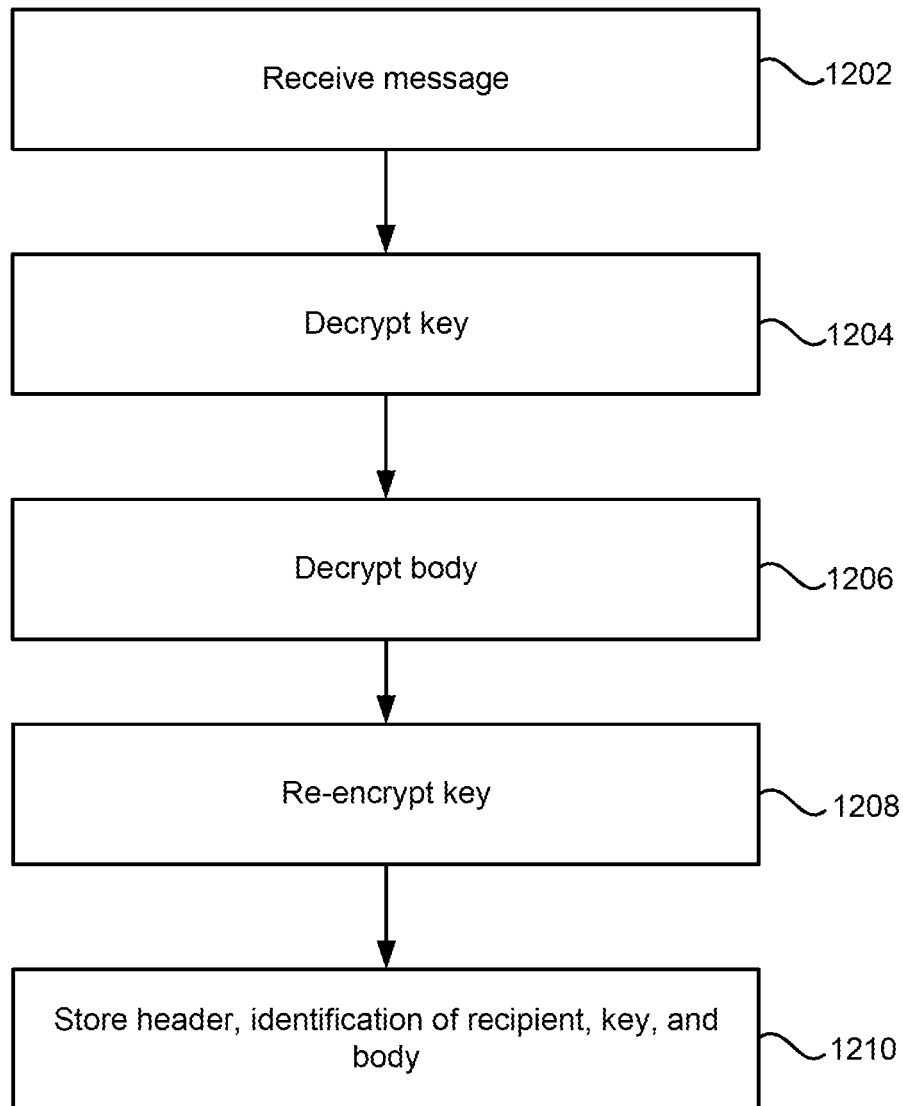 Receive message
1202
Decrypt key
1204
Decrypt body
1206
Re-encrypt key
1208
Store header, identification of recipient, key, and
body
1210